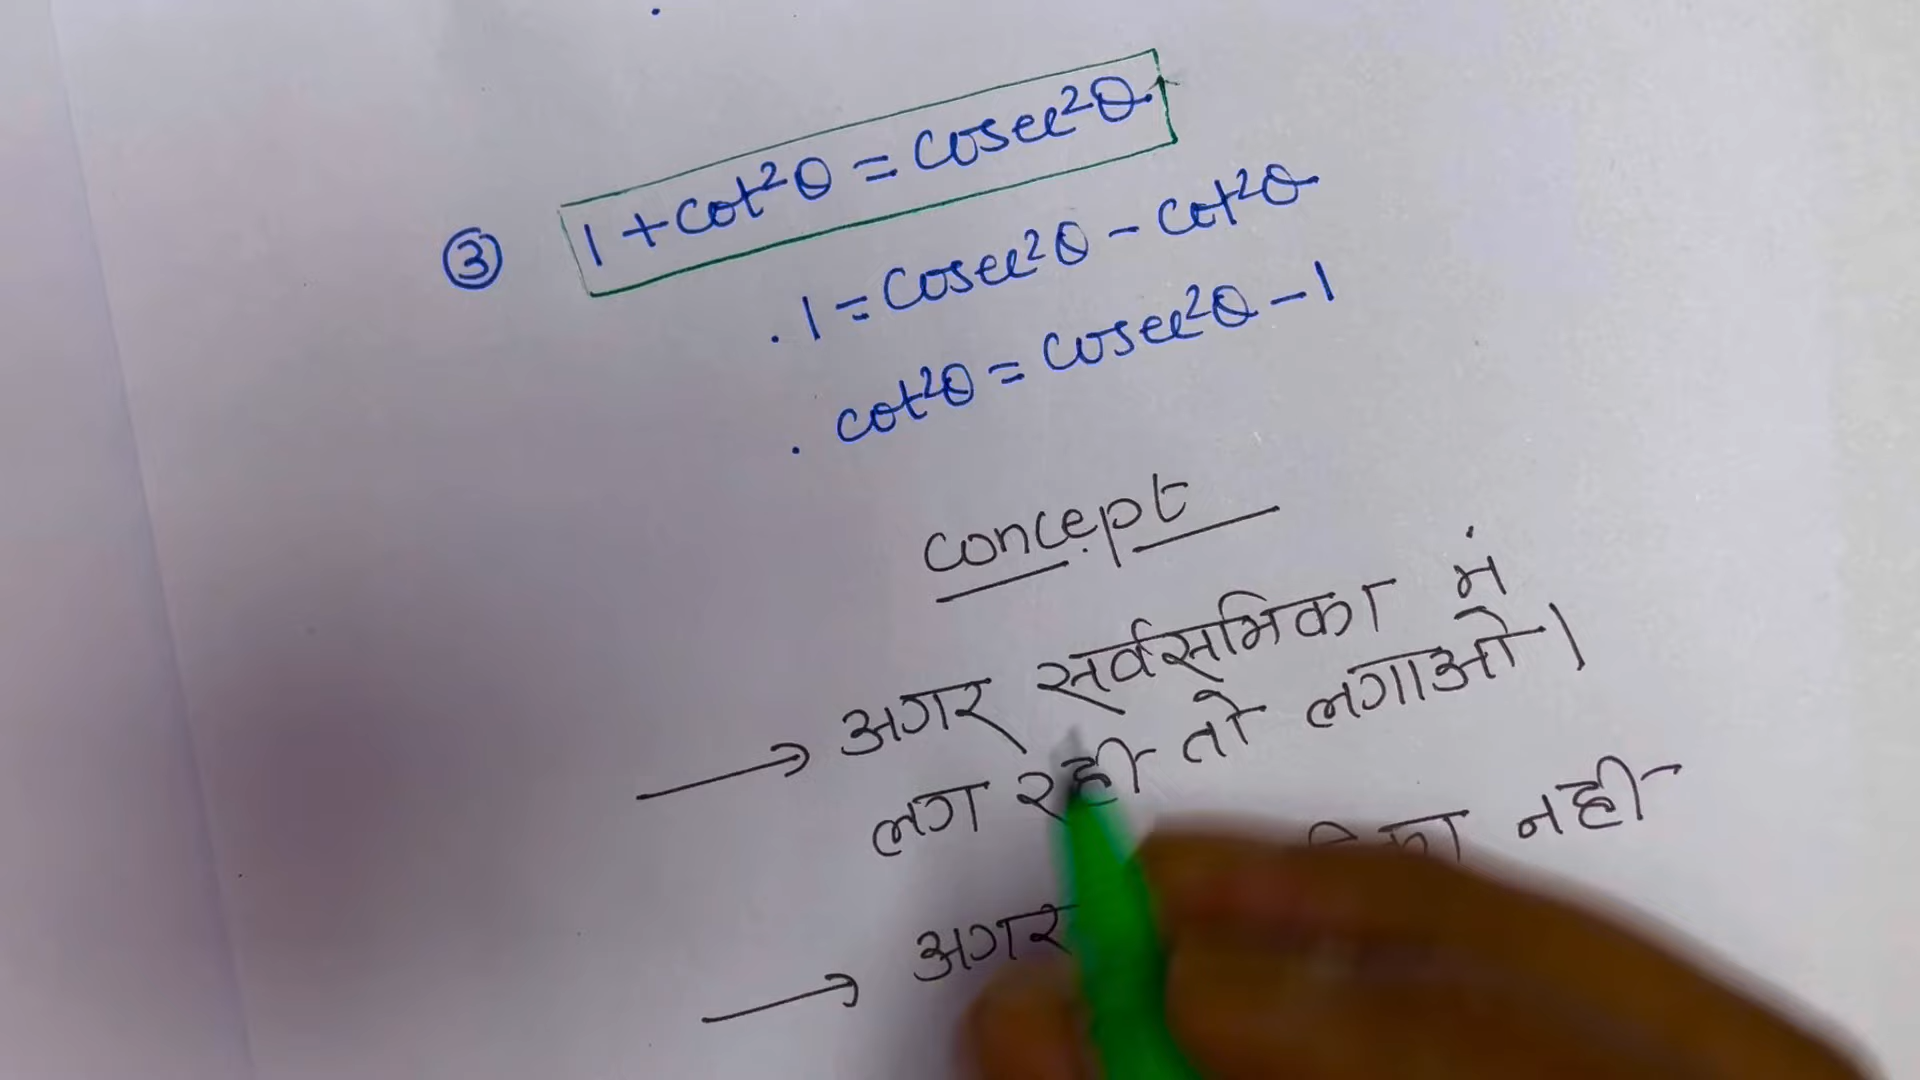 ③ 1+cot²θ = cosec²θ
. 1 = cosec²θ - cot²θ
. cot²θ = cosec²θ - 1
concept
→ अगर सर्वसमिका में
लग रही तो लगाओ।
→ अगर नही